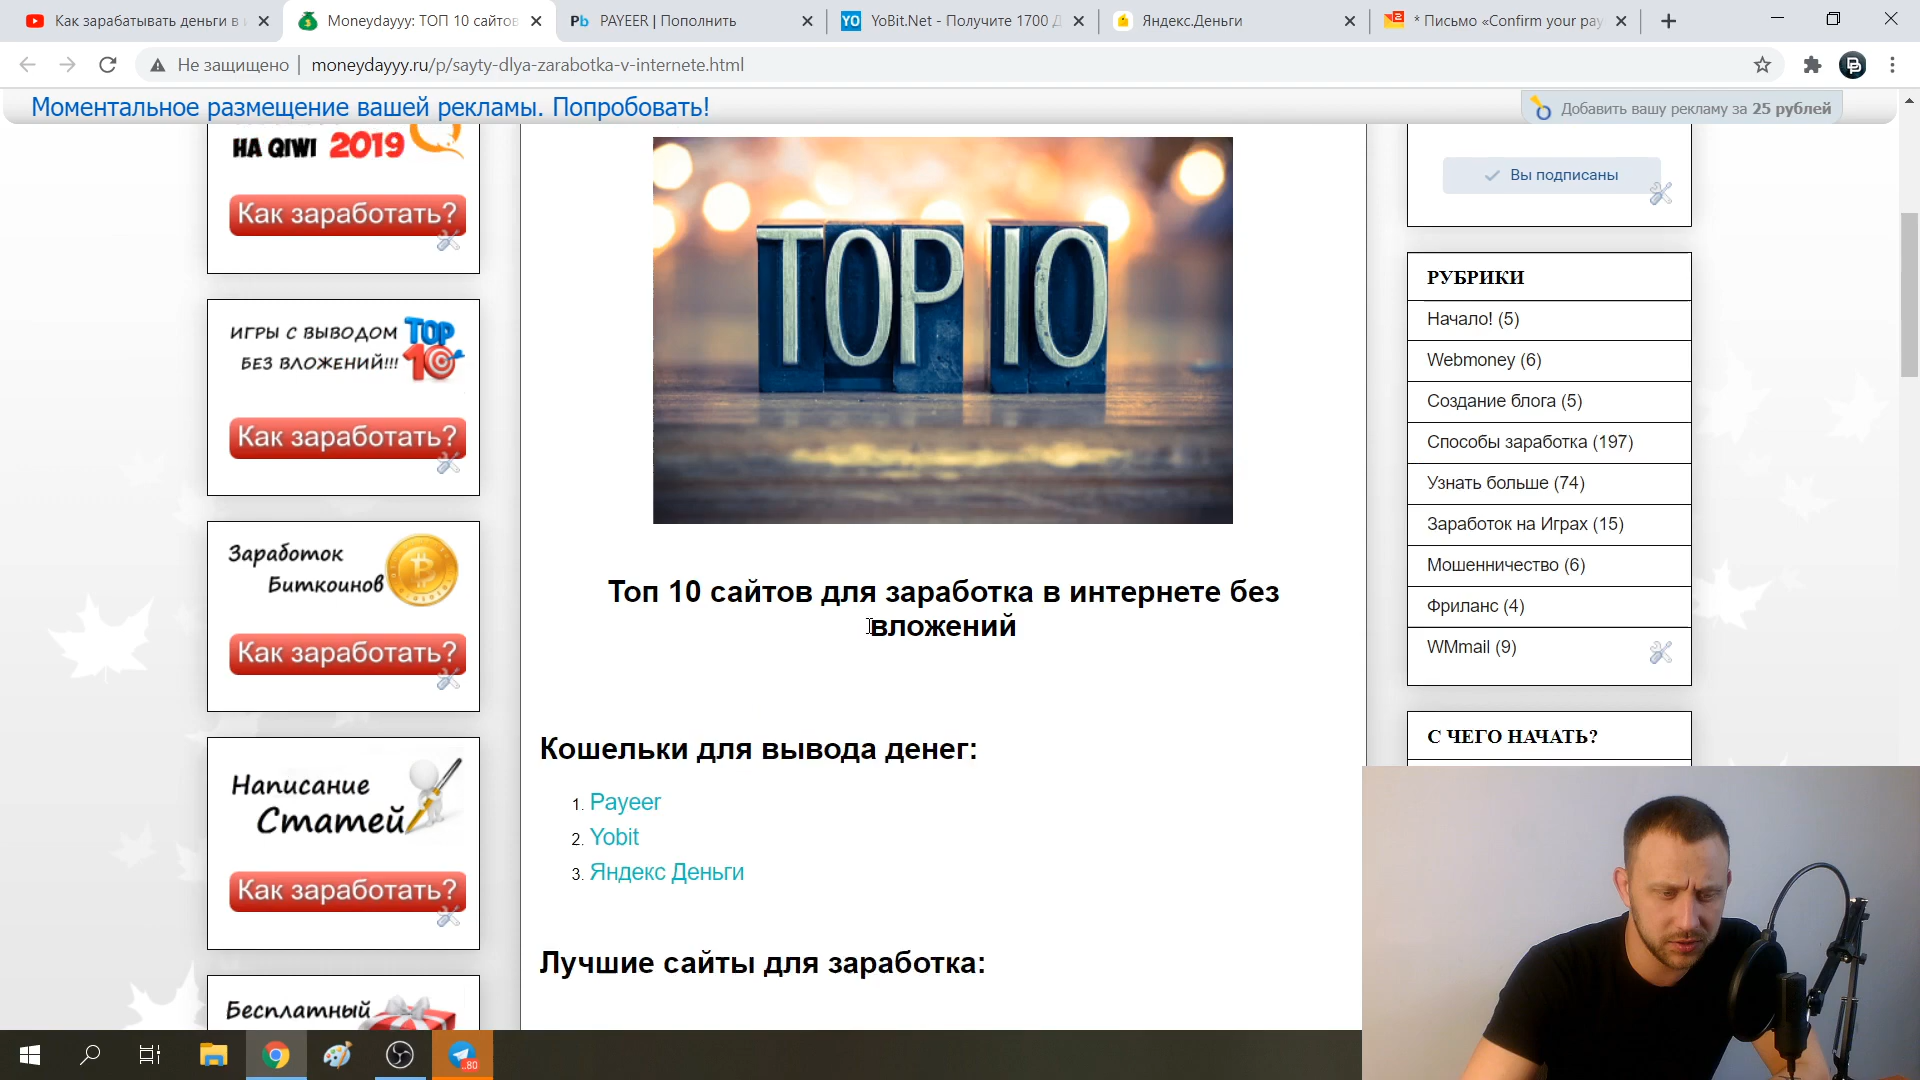 Как зарабатывать деньги в и
Moneydayyy: ТОП 10 сайтов
Pb PAYEER | Пополнить
YO YoBit.Net - Получите 1700 Д
Яндекс.Деньги
* Письмо «Confirm your pay
Не защищено | moneydayyy.ru/p/sayty-dlya-zarabotka-v-internete.html
Моментальное размещение вашей рекламы. Попробовать!
Добавить вашу рекламу за 25 рублей
НА QIWI 2019
Как заработать?
ИГРЫ С ВЫВОДОМ TOP
БЕЗ ВЛОЖЕНИЙ!!! 10
Как заработать?
Заработок
Биткоинов
Как заработать?
Написание
Статей
Как заработать?
Бесплатный
TOP 10
Топ 10 сайтов для заработка в интернете без
вложений
Кошельки для вывода денег:
1. Payeer
2. Yobit
3. Яндекс Деньги
Лучшие сайты для заработка:
Вы подписаны
РУБРИКИ
Начало! (5)
Webmoney (6)
Создание блога (5)
Способы заработка (197)
Узнать больше (74)
Заработок на Играх (15)
Мошенничество (6)
Фриланс (4)
WMmail (9)
С ЧЕГО НАЧАТЬ?
..80